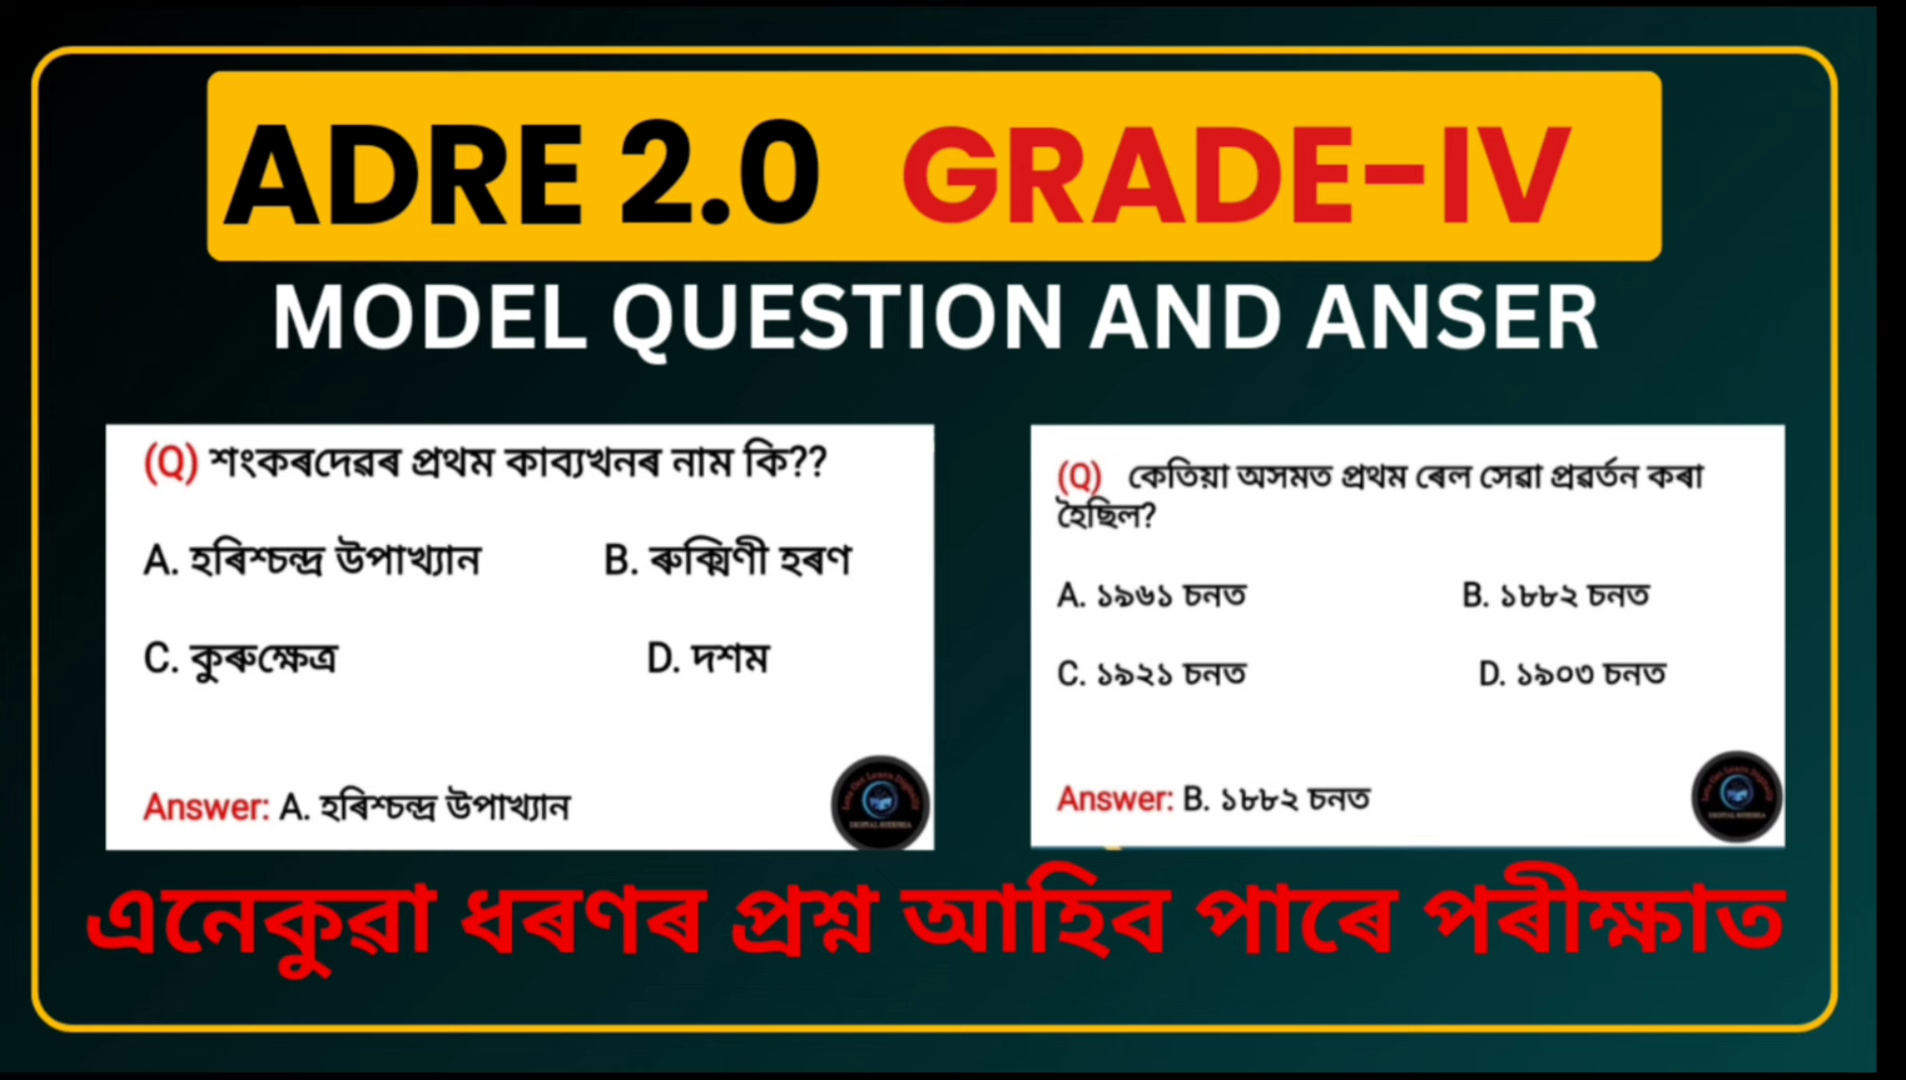 ADRE 2.0 GRADE-IV
MODEL QUESTION AND ANSER
(Q) শংকৰদেৱৰ প্ৰথম কাব্যখনৰ নাম কি??
A. হৰিশ্চন্দ্ৰ উপাখ্যান B. ৰুক্মিণী হৰণ
C. কুৰুক্ষেত্ৰ D. দশম
Answer: A. হৰিশ্চন্দ্ৰ উপাখ্যান
(Q) কেতিয়া অসমত প্ৰথম ৰেল সেৱা প্ৰৱৰ্তন কৰা
হৈছিল?
A. ১৯৬১ চনত B. ১৮৮২ চনত
C. ১৯২১ চনত D. ১৯০৩ চনত
Answer: B. ১৮৮২ চনত
এনেকুৱা ধৰণৰ প্ৰশ্ন আহিব পাৰে পৰীক্ষাত